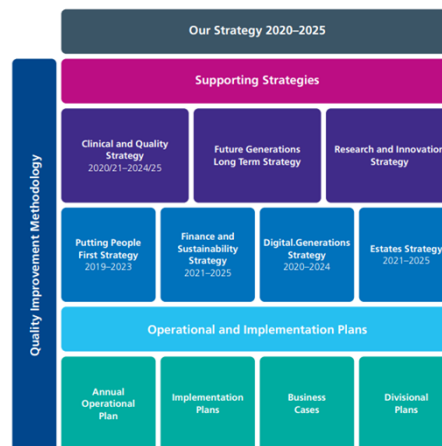 Our Strategy 2020–2025
Quality Improvement Methodology
Supporting Strategies
Clinical and Quality
Strategy
2020/21–2024/25
Future Generations
Long Term Strategy
Research and Innovation
Strategy
Putting People
First Strategy
2019–2023
Finance and
Sustainability
Strategy
2021–2025
Digital.Generations
Strategy
2020–2024
Estates Strategy
2021–2025
Operational and Implementation Plans
Annual
Operational
Plan
Implementation
Plans
Business
Cases
Divisional
Plans